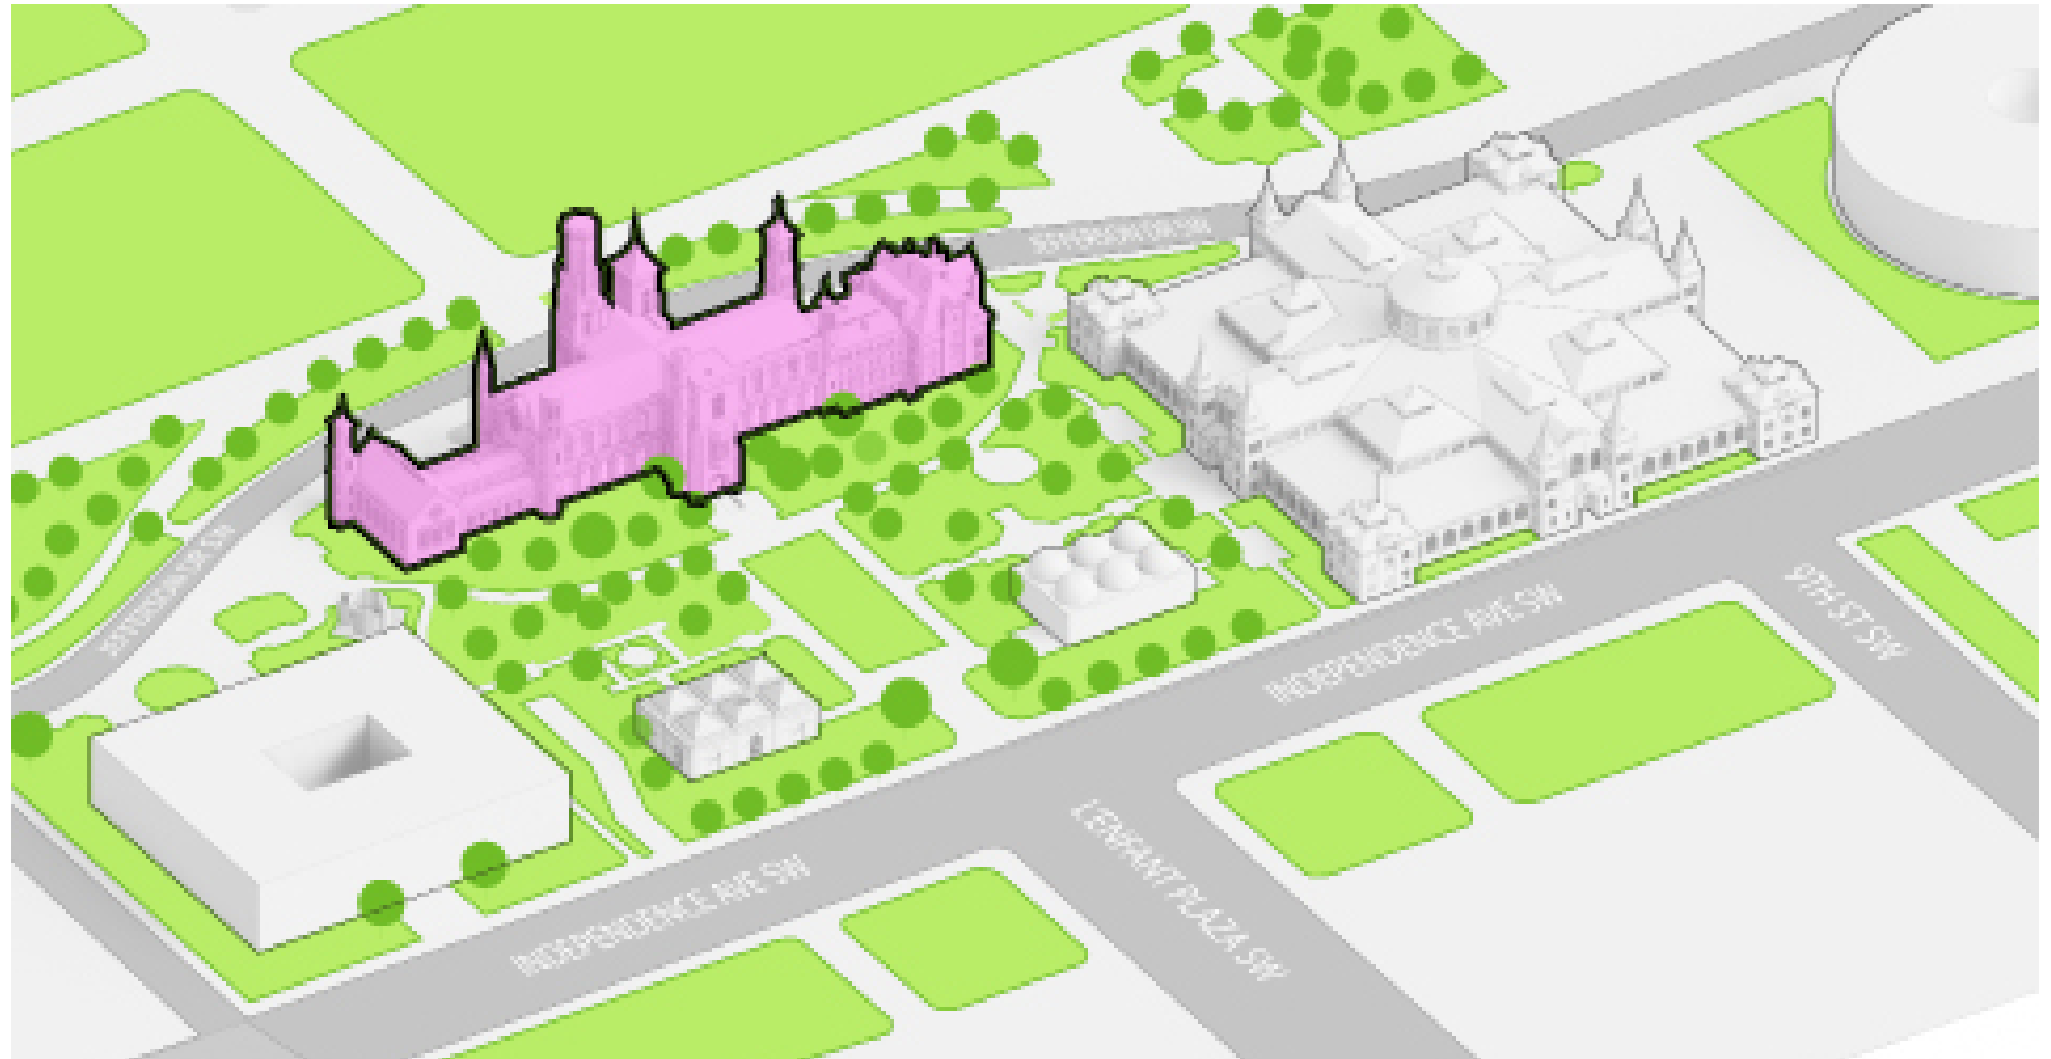 INDEPENDENCE AVE SW
9TH ST SW
INDEPENDENCE AVE SW
L'ENFANT PLAZA SW